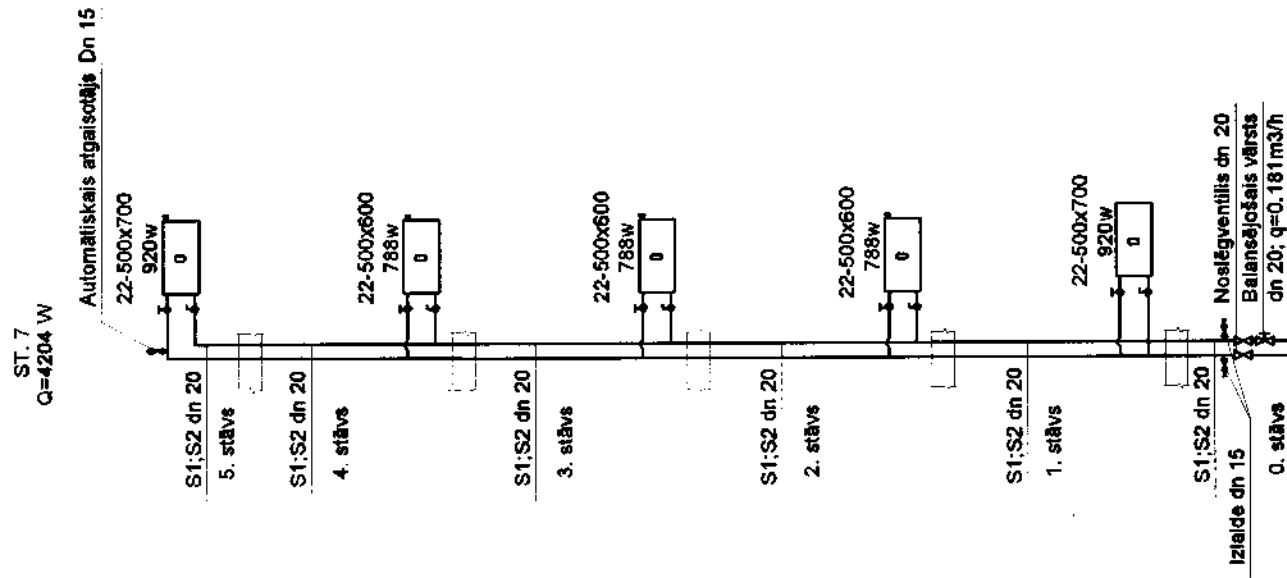 ST. 7
Q=4204 W
Automātiskais atgaisotājs Dn 15
22-500x700
920w
S1;S2 dn 20
5. stāvs
22-500x600
788w
S1;S2 dn 20
4. stāvs
22-500x600
788w
S1;S2 dn 20
3. stāvs
22-500x600
788w
S1;S2 dn 20
2. stāvs
22-500x700
920w
S1;S2 dn 20
1. stāvs
Noslēgventilis dn 20
Balansējošais vārsts
dn 20; q=0.181m3/h
S1;S2 dn 20
Izlaide dn 15
0. stāvs